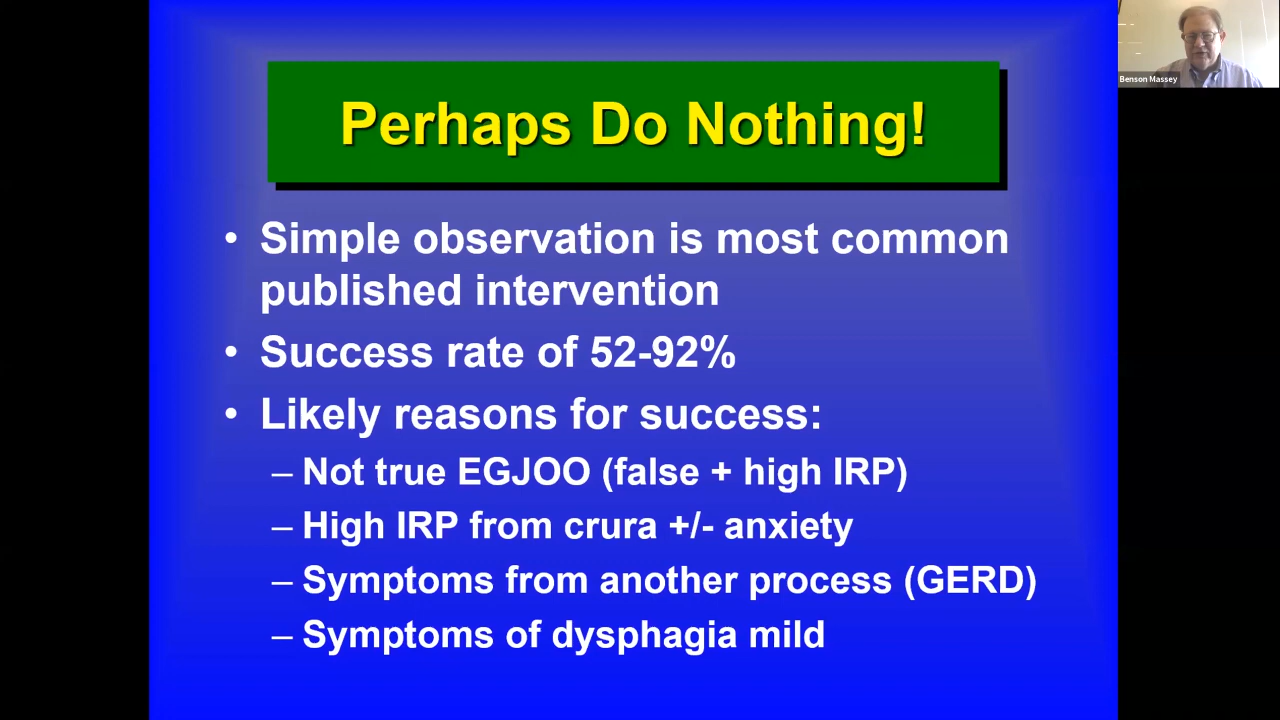 Perhaps Do Nothing!
• Simple observation is most common
published intervention
• Success rate of 52-92%
• Likely reasons for success:
– Not true EGJOO (false + high IRP)
– High IRP from crura +/- anxiety
– Symptoms from another process (GERD)
– Symptoms of dysphagia mild
Benson Massey